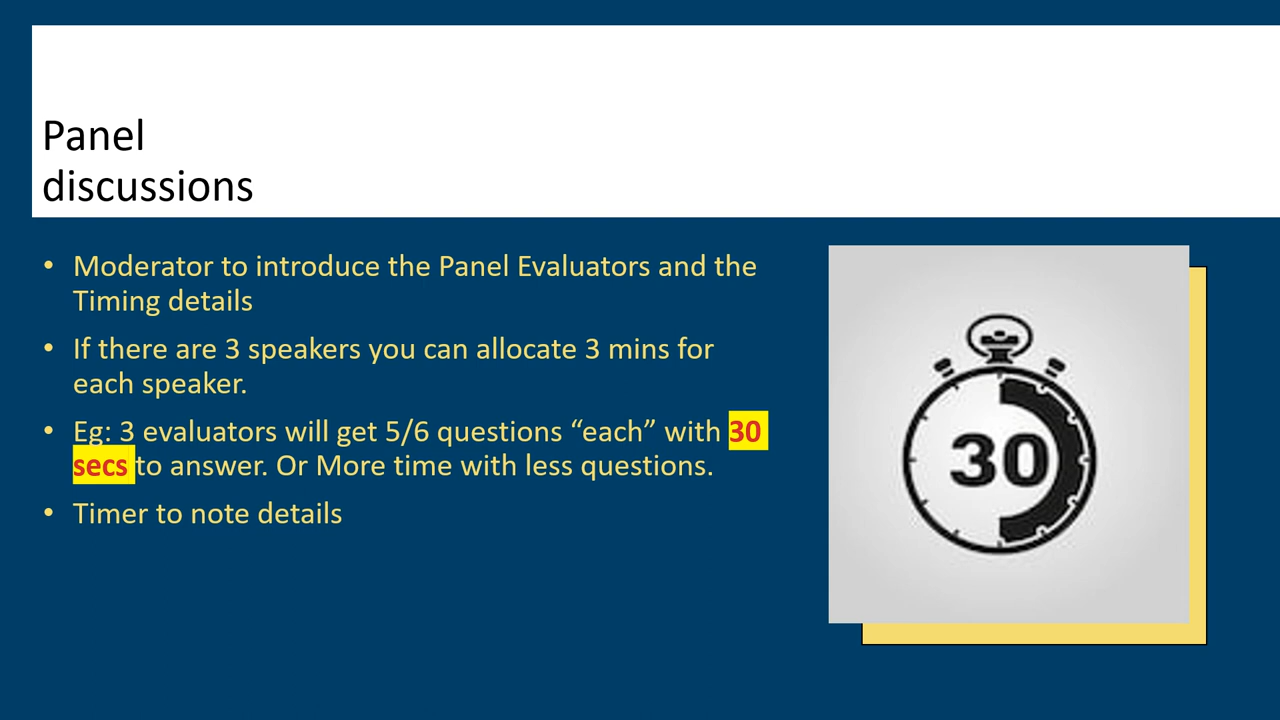 Panel
discussions
• Moderator to introduce the Panel Evaluators and the
Timing details
• If there are 3 speakers you can allocate 3 mins for
each speaker.
• Eg: 3 evaluators will get 5/6 questions “each” with 30
secs to answer. Or More time with less questions.
• Timer to note details
30